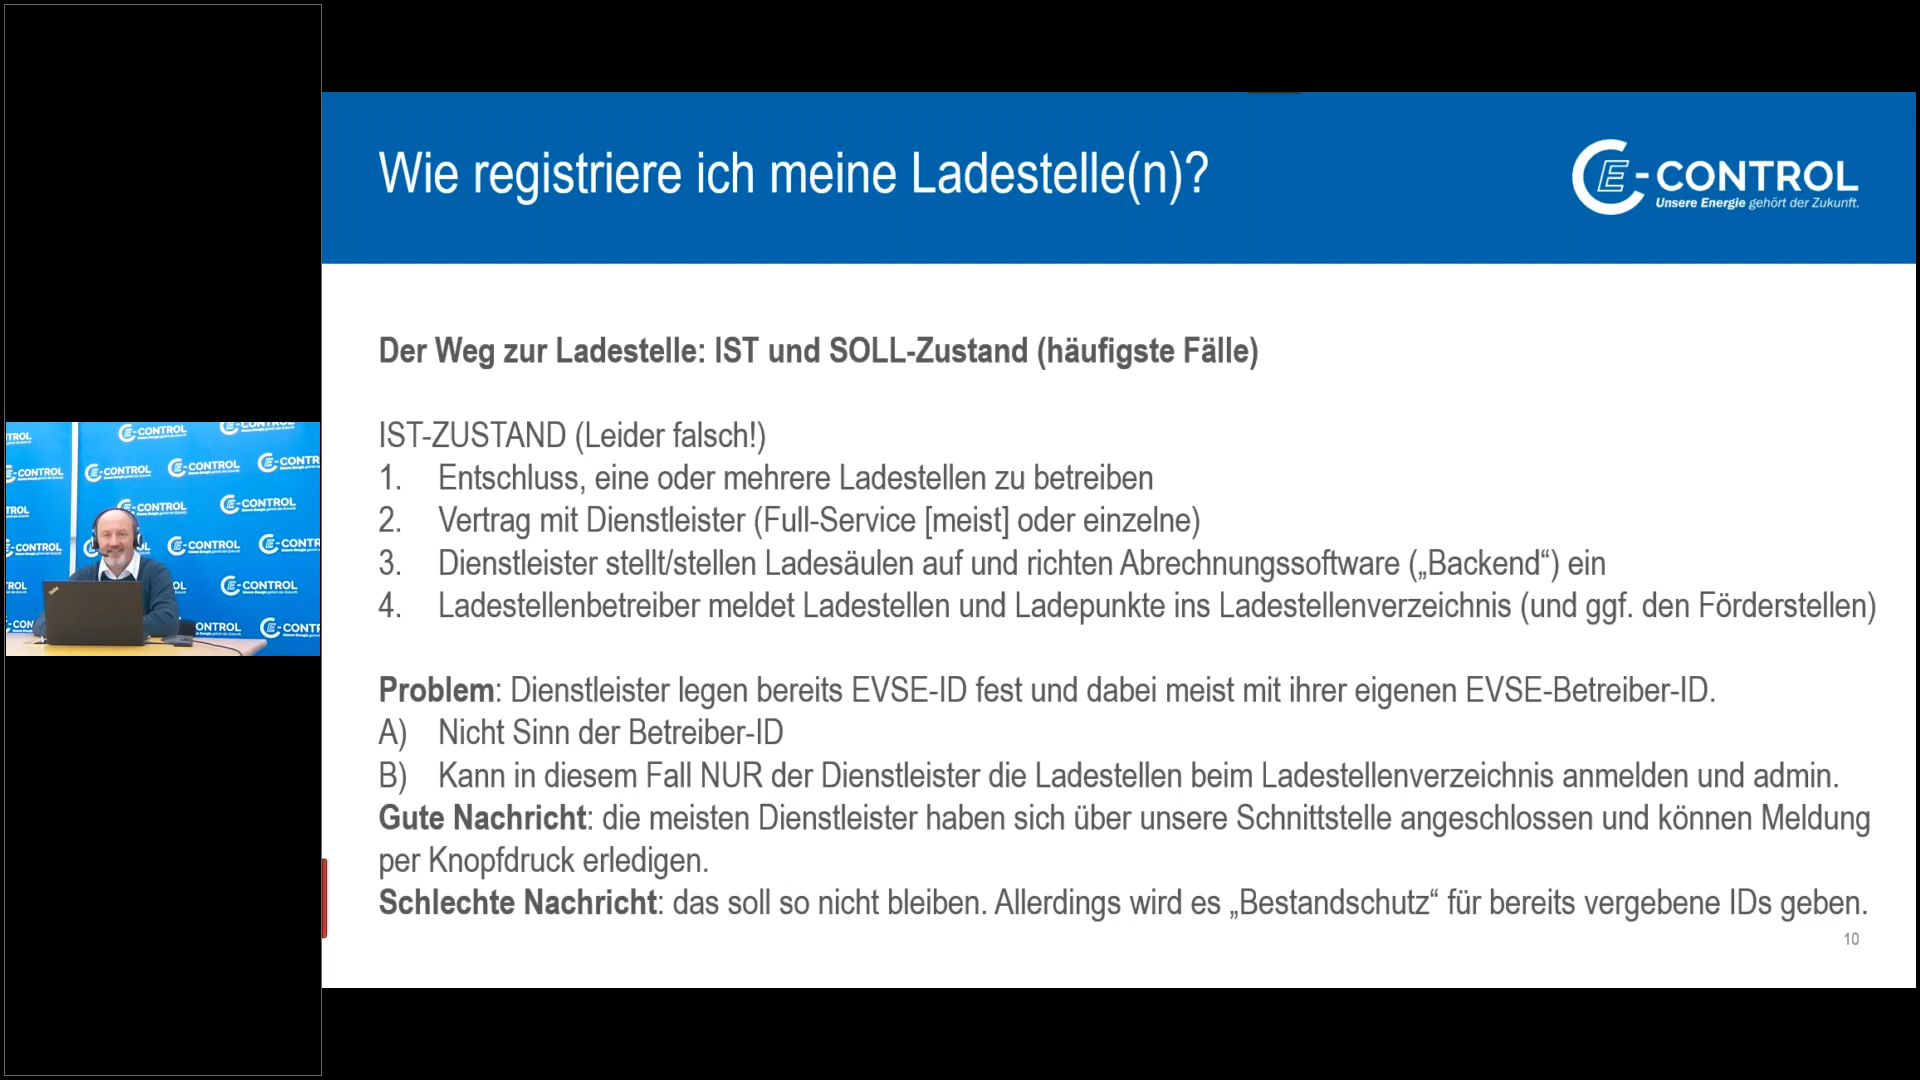 Wie registriere ich meine Ladestelle(n)?
E-CONTROL
Unsere Energie gehört der Zukunft.
Der Weg zur Ladestelle: IST und SOLL-Zustand (häufigste Fälle)
IST-ZUSTAND (Leider falsch!)
1. Entschluss, eine oder mehrere Ladestellen zu betreiben
2. Vertrag mit Dienstleister (Full-Service [meist] oder einzelne)
3. Dienstleister stellt/stellen Ladesäulen auf und richten Abrechnungssoftware („Backend“) ein
4. Ladestellenbetreiber meldet Ladestellen und Ladepunkte ins Ladestellenverzeichnis (und ggf. den Förderstellen)
Problem: Dienstleister legen bereits EVSE-ID fest und dabei meist mit ihrer eigenen EVSE-Betreiber-ID.
A) Nicht Sinn der Betreiber-ID
B) Kann in diesem Fall NUR der Dienstleister die Ladestellen beim Ladestellenverzeichnis anmelden und admin.
Gute Nachricht: die meisten Dienstleister haben sich über unsere Schnittstelle angeschlossen und können Meldung
per Knopfdruck erledigen.
Schlechte Nachricht: das soll so nicht bleiben. Allerdings wird es „Bestandschutz“ für bereits vergebene IDs geben.
10